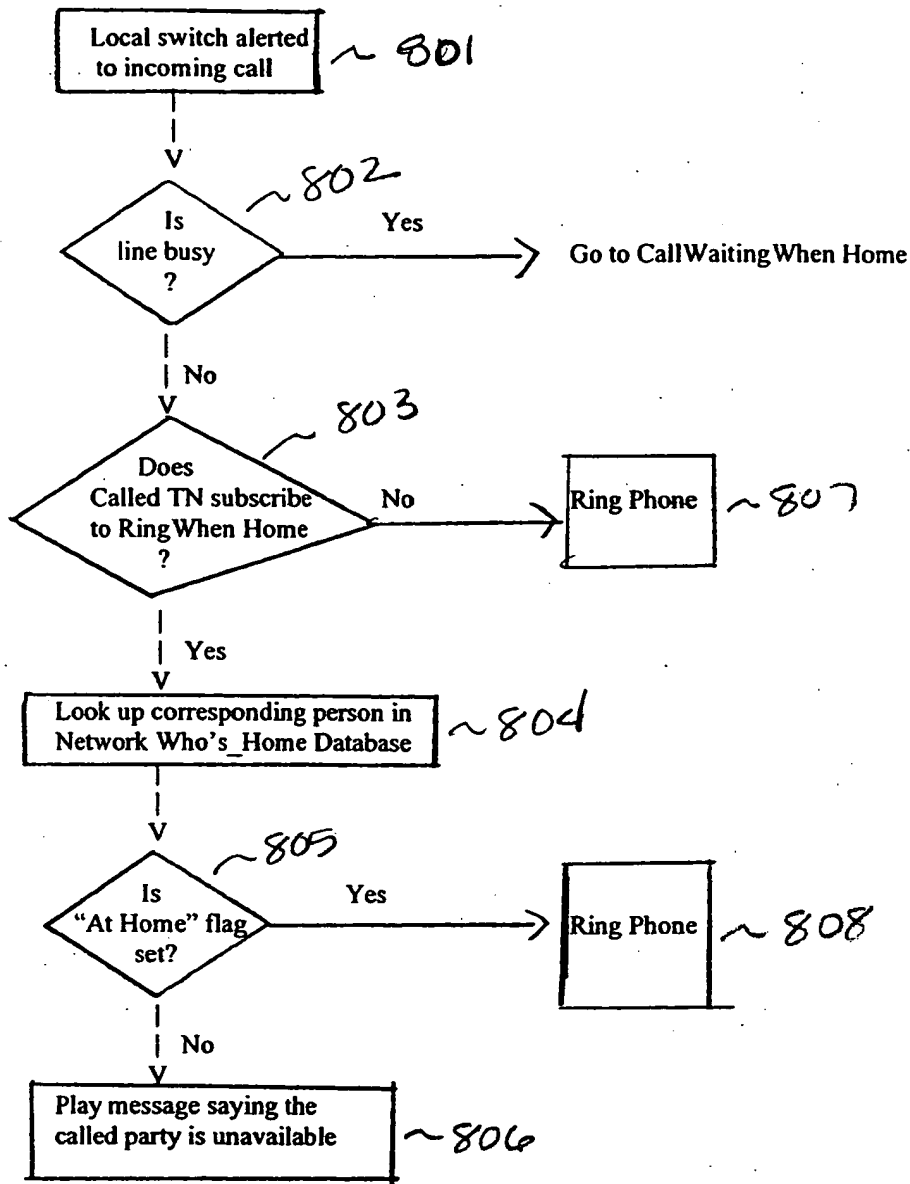 Local switch alerted
to incoming call
~ 801
V
~802
Is
line busy
?
Yes
Go to CallWaitingWhen Home
No
V
~ 803
Does
Called TN subscribe
to RingWhen Home
?
No
Ring Phone
~ 807
Yes
V
Look up corresponding person in
Network Who's_Home Database
~804
V
~805
Is
“At Home” flag
set?
Yes
Ring Phone
~ 808
No
V
Play message saying the
called party is unavailable
~806